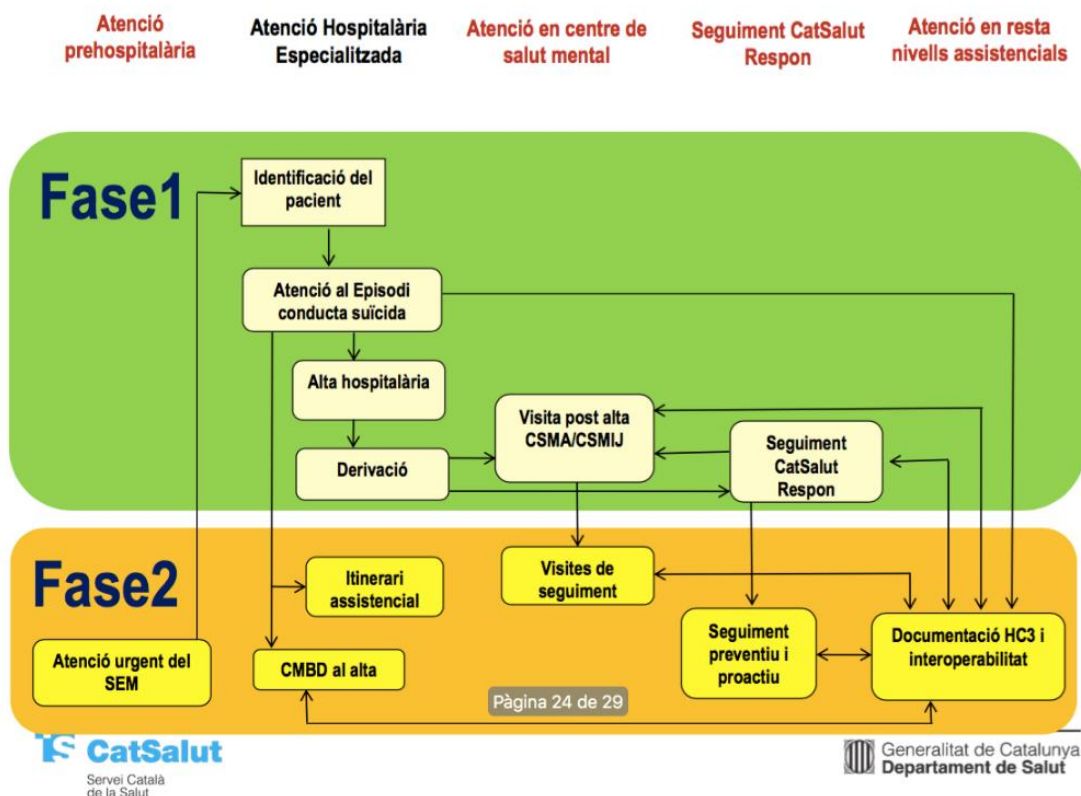 Atenció
prehospitalària
Atenció Hospitalària
Especialitzada
Atenció en centre de
salut mental
Seguiment CatSalut
Respon
Atenció en resta
nivells assistencials
Fase1
Identificació del
pacient
Atenció al Episodi
conducta suïcida
Alta hospitalària
Visita post alta
CSMA/CSMIJ
Derivació
Seguiment
CatSalut
Respon
Fase2
Itinerari
assistencial
Visites de
seguiment
Atenció urgent del
SEM
CMBD al alta
Seguiment
preventiu i
proactiu
Documentació HC3 i
interoperabilitat
Pàgina 24 de 29
CatSalut
Servei Català
de la Salut
Generalitat de Catalunya
Departament de Salut